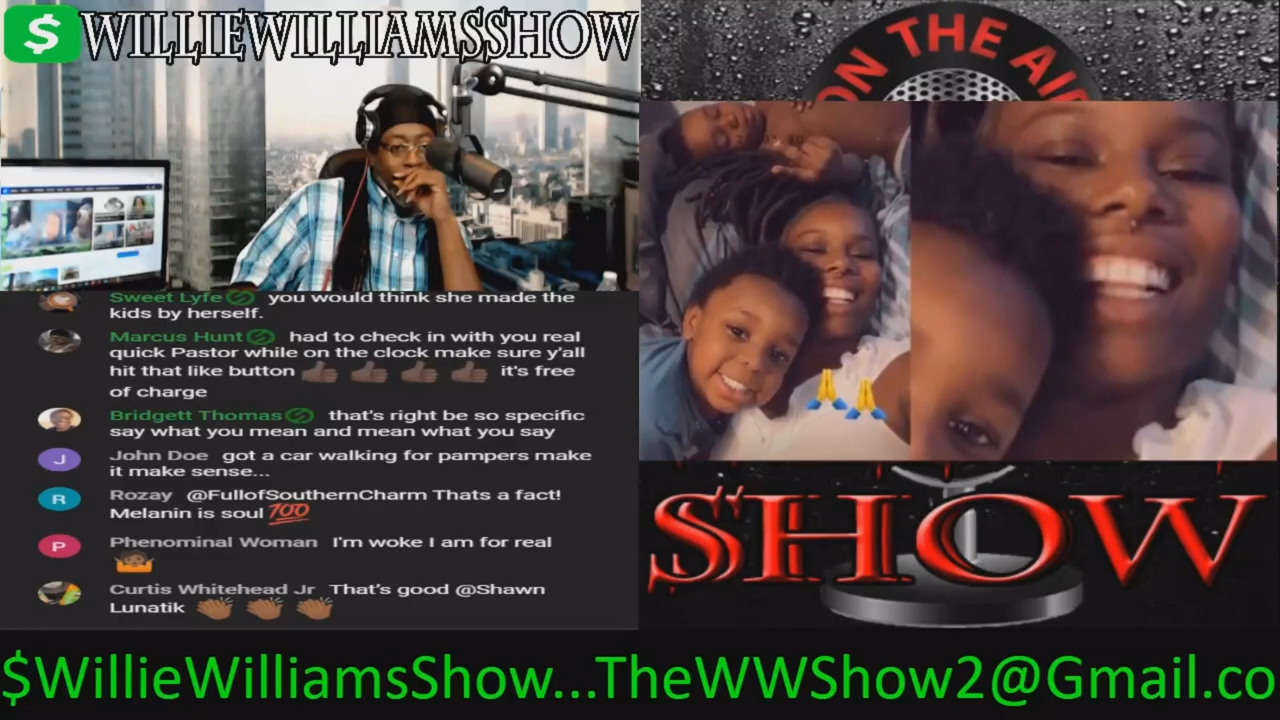 $ WILLIEWILLIAMSSHOW
ON THE AIR
Sweet Lyfe you would think she made the
kids by herself.
Marcus Hunt had to check in with you real
quick Pastor while on the clock make sure y'all
hit that like button 👍🏿 👍🏿 👍🏿 👍🏿 it's free
of charge
Bridgett Thomas that's right be so specific
say what you mean and mean what you say
J John Doe got a car walking for pampers make
it make sense...
R Rozay @FullofSouthernCharm Thats a fact!
Melanin is soul 💯
P Phenominal Woman I'm woke I am for real
🤷🏾
Curtis Whitehead Jr That's good @Shawn
Lunatik 👏🏾 👏🏾 👏🏾
SHOW
$WillieWilliamsShow...TheWWShow2@Gmail.co